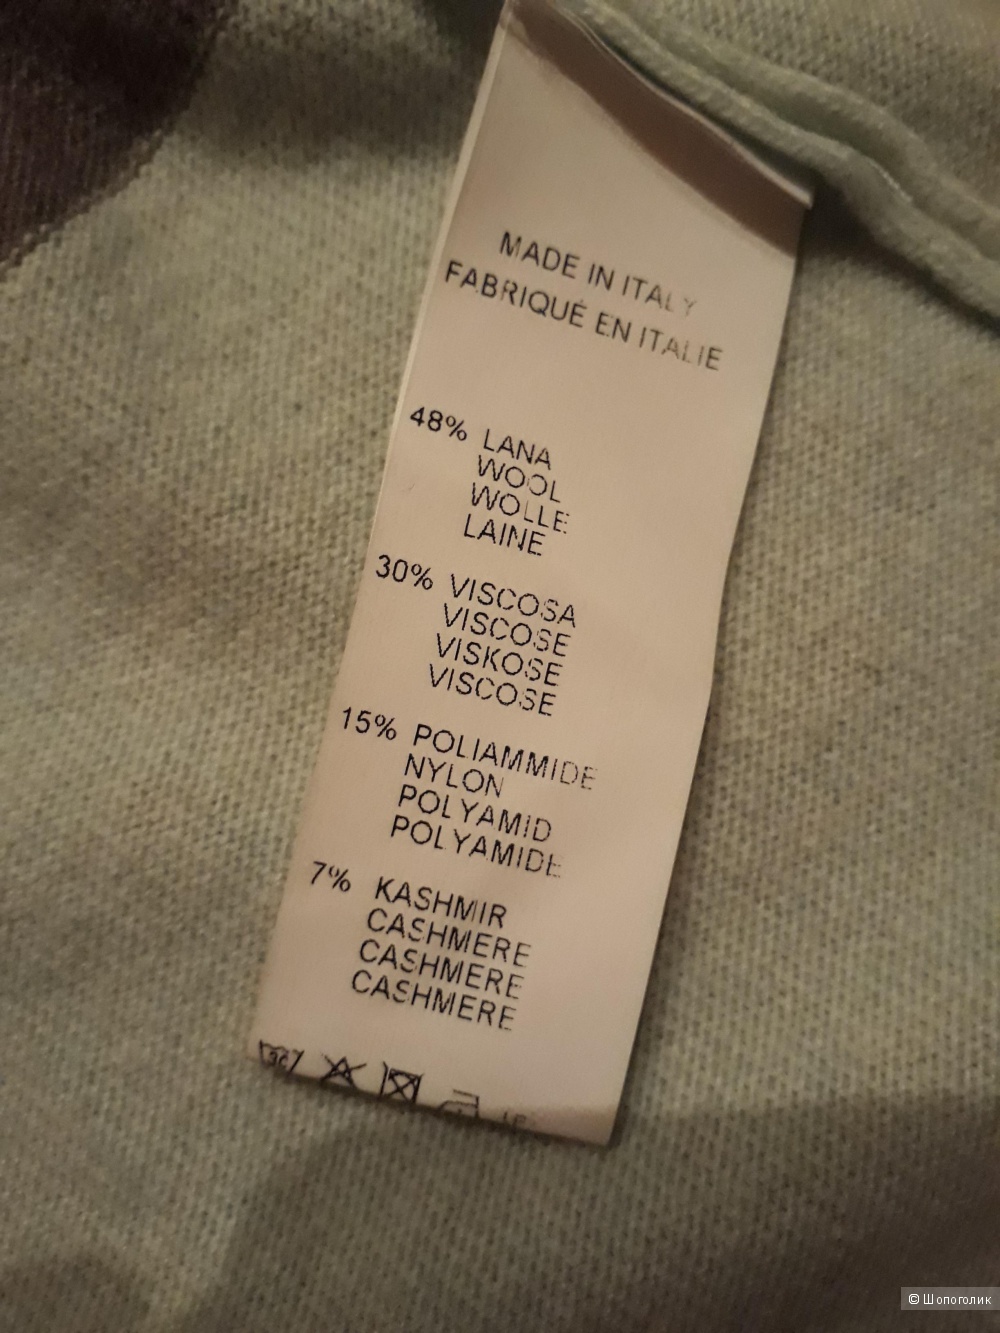 MADE IN ITALY
FABRIQUÉ EN ITALIE
48% LANA
WOOL
WOLLE
LAINE
30% VISCOSA
VISCOSE
VISKOSE
VISCOSE
15% POLIAMMIDE
NYLON
POLYAMID
POLYAMIDE
7% KASHMIR
CASHMERE
CASHMERE
CASHMERE
30
© Шопоголик